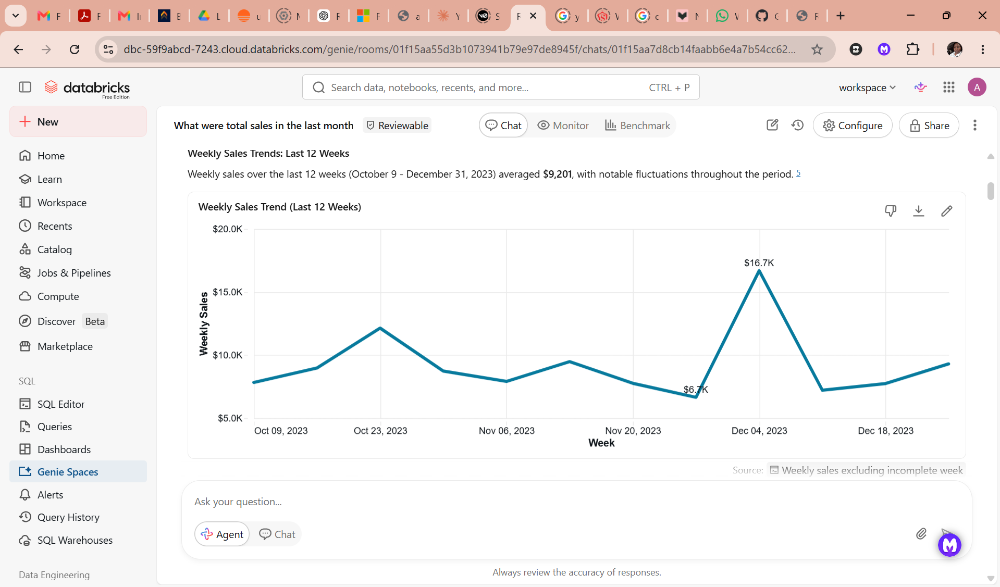 dbc-59f9abcd-7243.cloud.databricks.com/genie/rooms/01f15aa55d3b1073941b79e97de8945f/chats/01f15aa7d8cb14faabb6e4a7b54cc62...
databricks
Free Edition
Search data, notebooks, recents, and more...
CTRL + P
workspace
A
New
Home
Learn
Workspace
Recents
Catalog
Jobs & Pipelines
Compute
Discover Beta
Marketplace
SQL
SQL Editor
Queries
Dashboards
Genie Spaces
Alerts
Query History
SQL Warehouses
Data Engineering
What were total sales in the last month
Reviewable
Chat
Monitor
Benchmark
Configure
Share
Weekly Sales Trends: Last 12 Weeks
Weekly sales over the last 12 weeks (October 9 - December 31, 2023) averaged $9,201, with notable fluctuations throughout the period. 5
Weekly Sales Trend (Last 12 Weeks)
$20.0K
$15.0K
$10.0K
$5.0K
Weekly Sales
$16.7K
$6.7K
Oct 09, 2023
Oct 23, 2023
Nov 06, 2023
Nov 20, 2023
Dec 04, 2023
Dec 18, 2023
Week
Source: Weekly sales excluding incomplete week
Ask your question...
Agent
Chat
Always review the accuracy of responses.